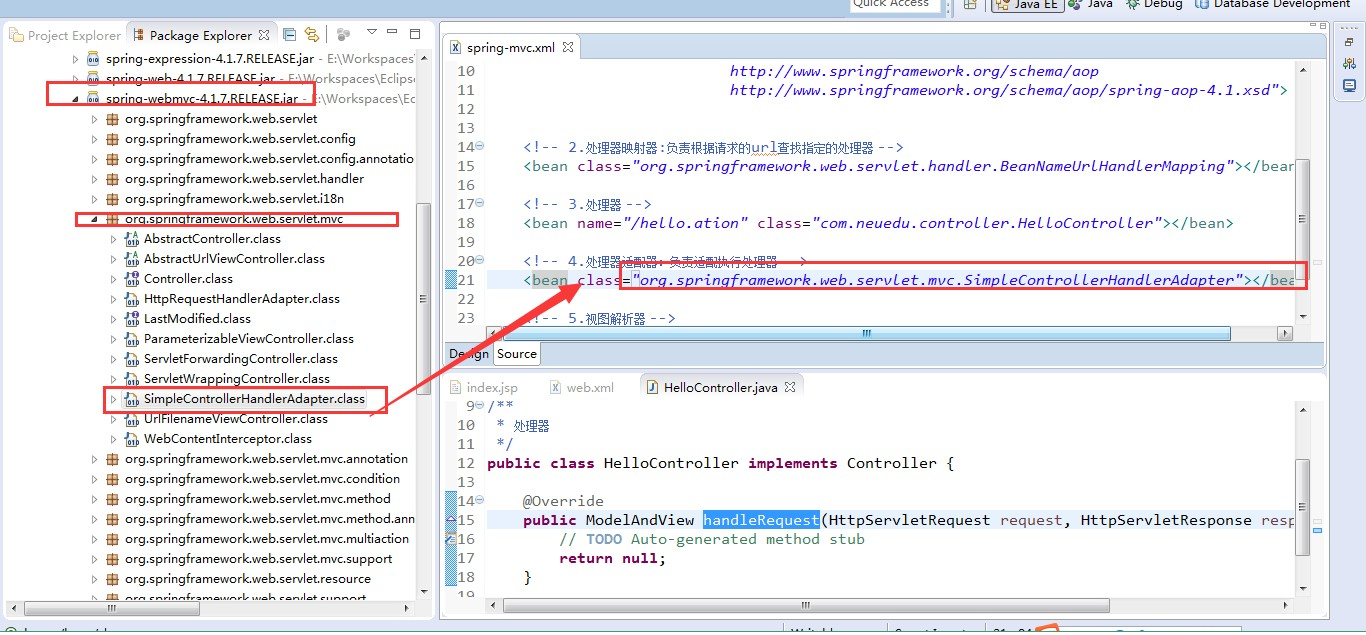 Quick Access
Java EE
Java
Debug
Database Development
Project Explorer
Package Explorer
spring-expression-4.1.7.RELEASE.jar - E:\Workspaces\
spring-web-4.1.7.RELEASE.jar - E:\Workspaces\Eclipse
spring-webmvc-4.1.7.RELEASE.jar - E:\Workspaces\Ec
org.springframework.web.servlet
org.springframework.web.servlet.config
org.springframework.web.servlet.config.annotatio
org.springframework.web.servlet.handler
org.springframework.web.servlet.i18n
org.springframework.web.servlet.mvc
AbstractController.class
AbstractUrlViewController.class
Controller.class
HttpRequestHandlerAdapter.class
LastModified.class
ParameterizableViewController.class
ServletForwardingController.class
ServletWrappingController.class
SimpleControllerHandlerAdapter.class
UrlFilenameViewController.class
WebContentInterceptor.class
org.springframework.web.servlet.mvc.annotation
org.springframework.web.servlet.mvc.condition
org.springframework.web.servlet.mvc.method
org.springframework.web.servlet.mvc.method.ann
org.springframework.web.servlet.mvc.multiaction
org.springframework.web.servlet.mvc.support
org.springframework.web.servlet.resource
org.springframework.web.servlet.support
spring-mvc.xml
10 http://www.springframework.org/schema/aop
11 http://www.springframework.org/schema/aop/spring-aop-4.1.xsd">
12
13
14 <!-- 2.处理器映射器:负责根据请求的url查找指定的处理器 -->
15 <bean class="org.springframework.web.servlet.handler.BeanNameUrlHandlerMapping"></bean
16
17 <!-- 3.处理器 -->
18 <bean name="/hello.ation" class="com.neuedu.controller.HelloController"></bean>
19
20 <!-- 4.处理器适配器：负责适配执行处理器 -->
21 <bean class="org.springframework.web.servlet.mvc.SimpleControllerHandlerAdapter"></bea
22
23 <!-- 5.视图解析器 -->
Design Source
index.jsp
web.xml
HelloController.java
9 /**
10 * 处理器
11 */
12 public class HelloController implements Controller {
13
14 @Override
15 public ModelAndView handleRequest(HttpServletRequest request, HttpServletResponse resp
16 // TODO Auto-generated method stub
17 return null;
18 }
19